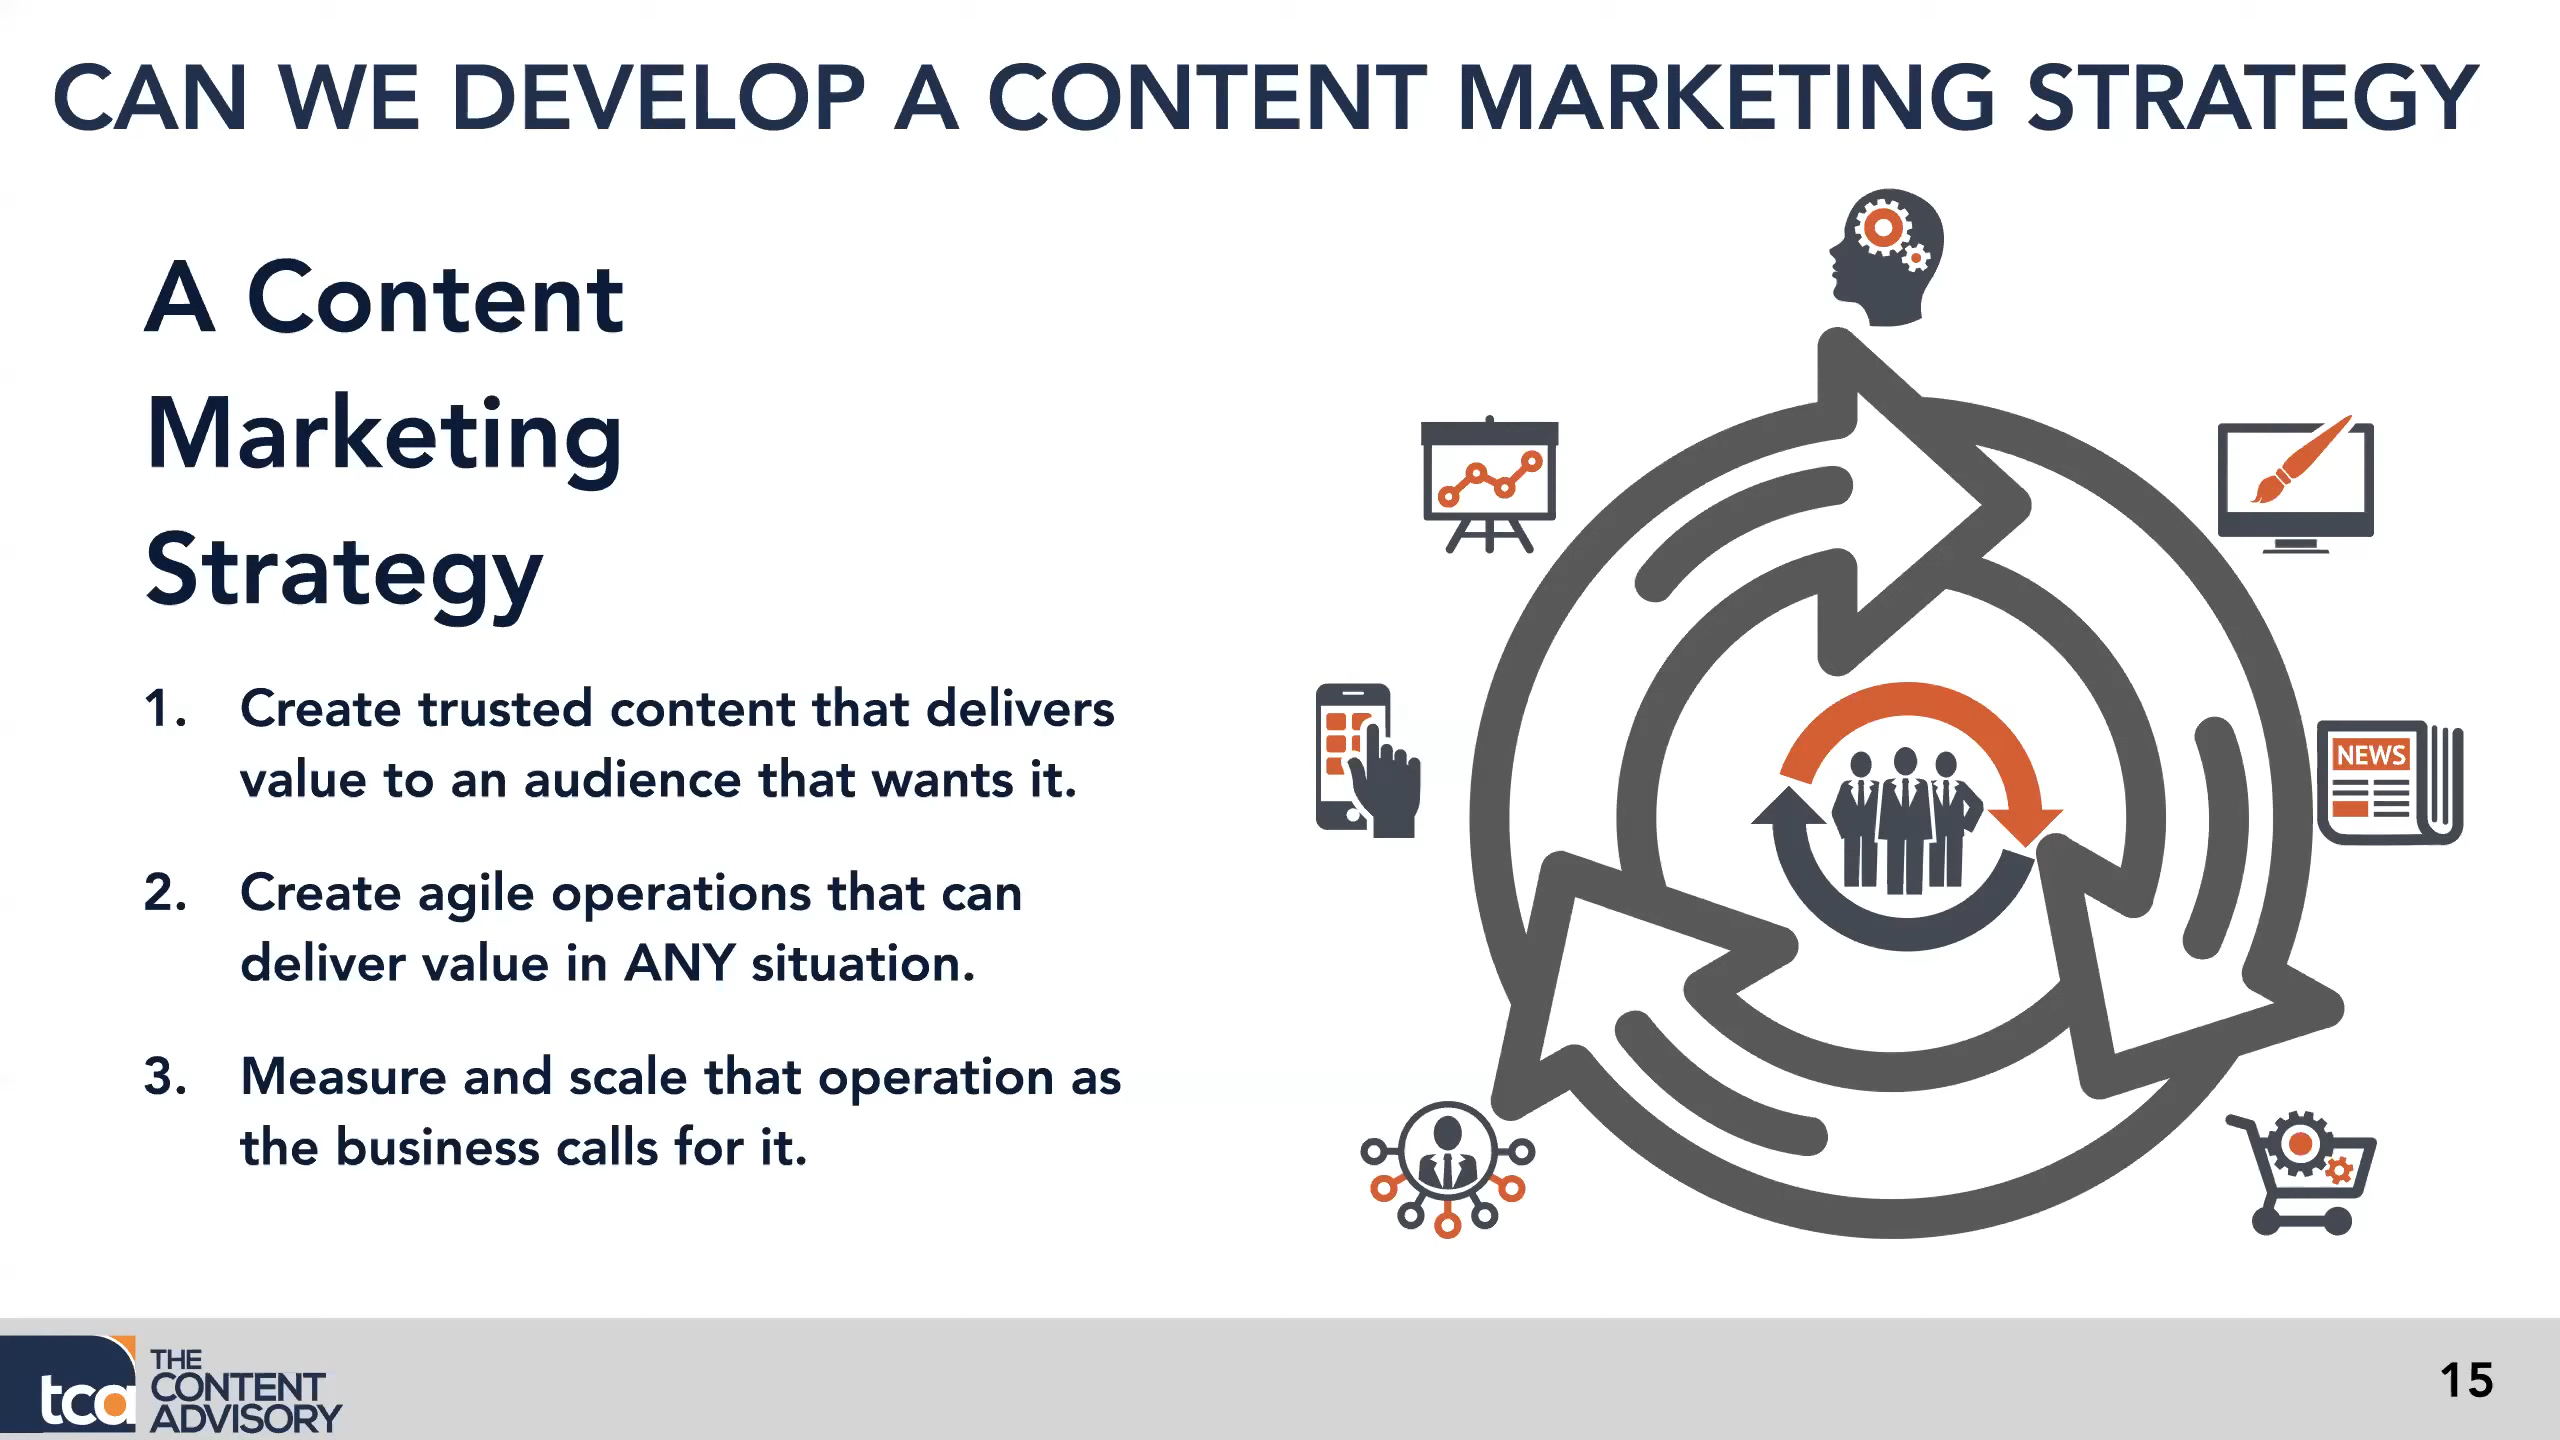 CAN WE DEVELOP A CONTENT MARKETING STRATEGY
A Content
Marketing
Strategy
1. Create trusted content that delivers
value to an audience that wants it.
2. Create agile operations that can
deliver value in ANY situation.
3. Measure and scale that operation as
the business calls for it.
NEWS
tca
THE
CONTENT
ADVISORY
15